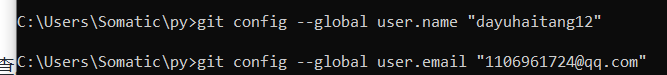 C:\Users\Somatic\py>git config --global user.name "dayuhaitang12"
查
C:\Users\Somatic\py>git config --global user.email "1106961724@qq.com"